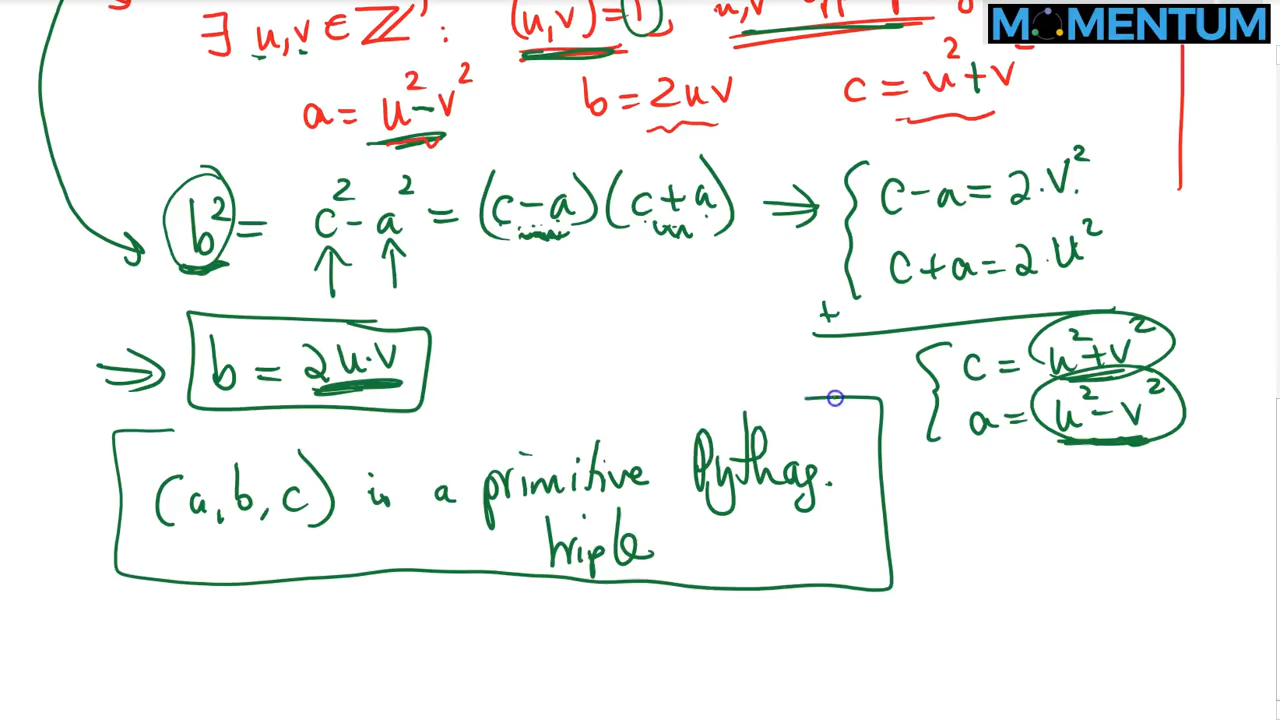 ∃ u,v ∈ ℤ : (u,v) = 1, u,v
MOMENTUM
a = u² - v² b = 2uv c = u² + v²
b² = c² - a² = (c-a)(c+a) ⇒ { c - a = 2·v²
c + a = 2·u²
+
⇒ b = 2u·v { c = u² + v²
a = u² - v²
(a, b, c) is a primitive Pythag.
triple